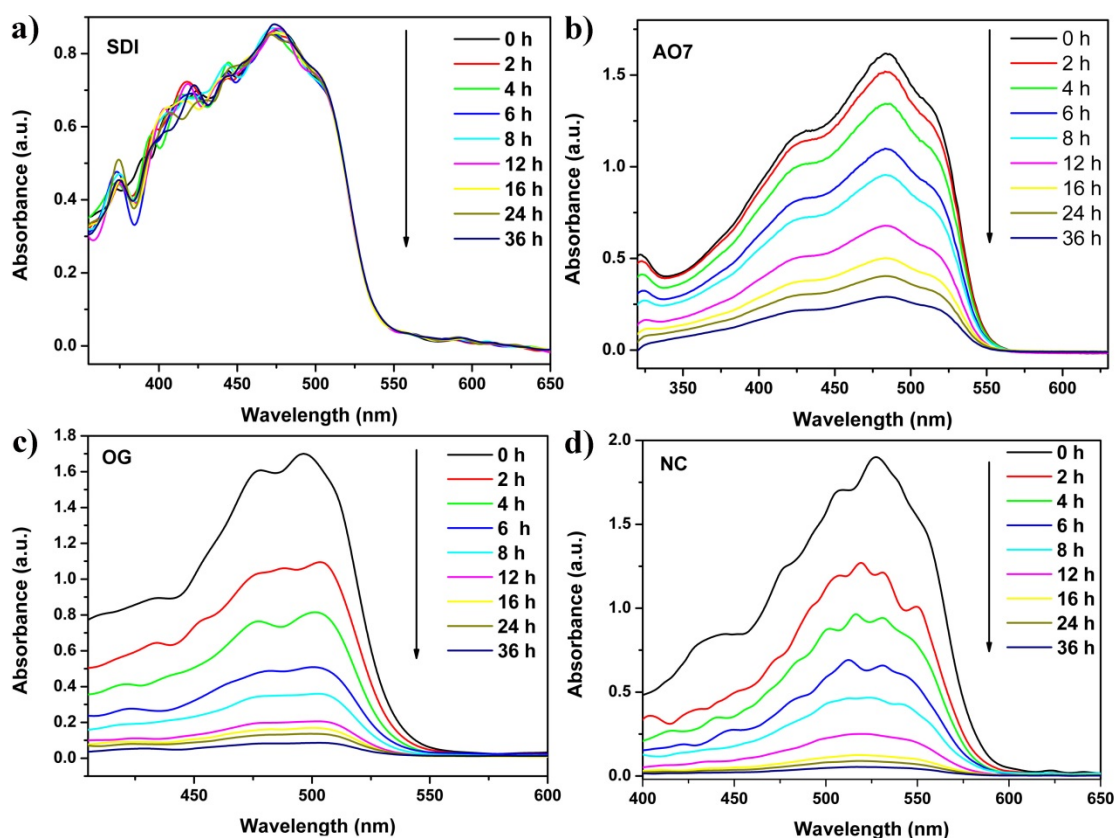 a)
SDI
0 h
2 h
4 h
6 h
8 h
12 h
16 h
24 h
36 h
Absorbance (a.u.)
0.8
0.6
0.4
0.2
0.0
400 450 500 550 600 650
Wavelength (nm)
b)
AO7
0 h
2 h
4 h
6 h
8 h
12 h
16 h
24 h
36 h
Absorbance (a.u.)
1.5
1.0
0.5
0.0
350 400 450 500 550 600
Wavelength (nm)
c)
OG
0 h
2 h
4 h
6 h
8 h
12 h
16 h
24 h
36 h
Absorbance (a.u.)
1.8
1.6
1.4
1.2
1.0
0.8
0.6
0.4
0.2
0.0
450 500 550 600
Wavelength (nm)
d)
NC
0 h
2 h
4 h
6 h
8 h
12 h
16 h
24 h
36 h
Absorbance (a.u.)
2.0
1.5
1.0
0.5
0.0
400 450 500 550 600 650
Wavelength (nm)